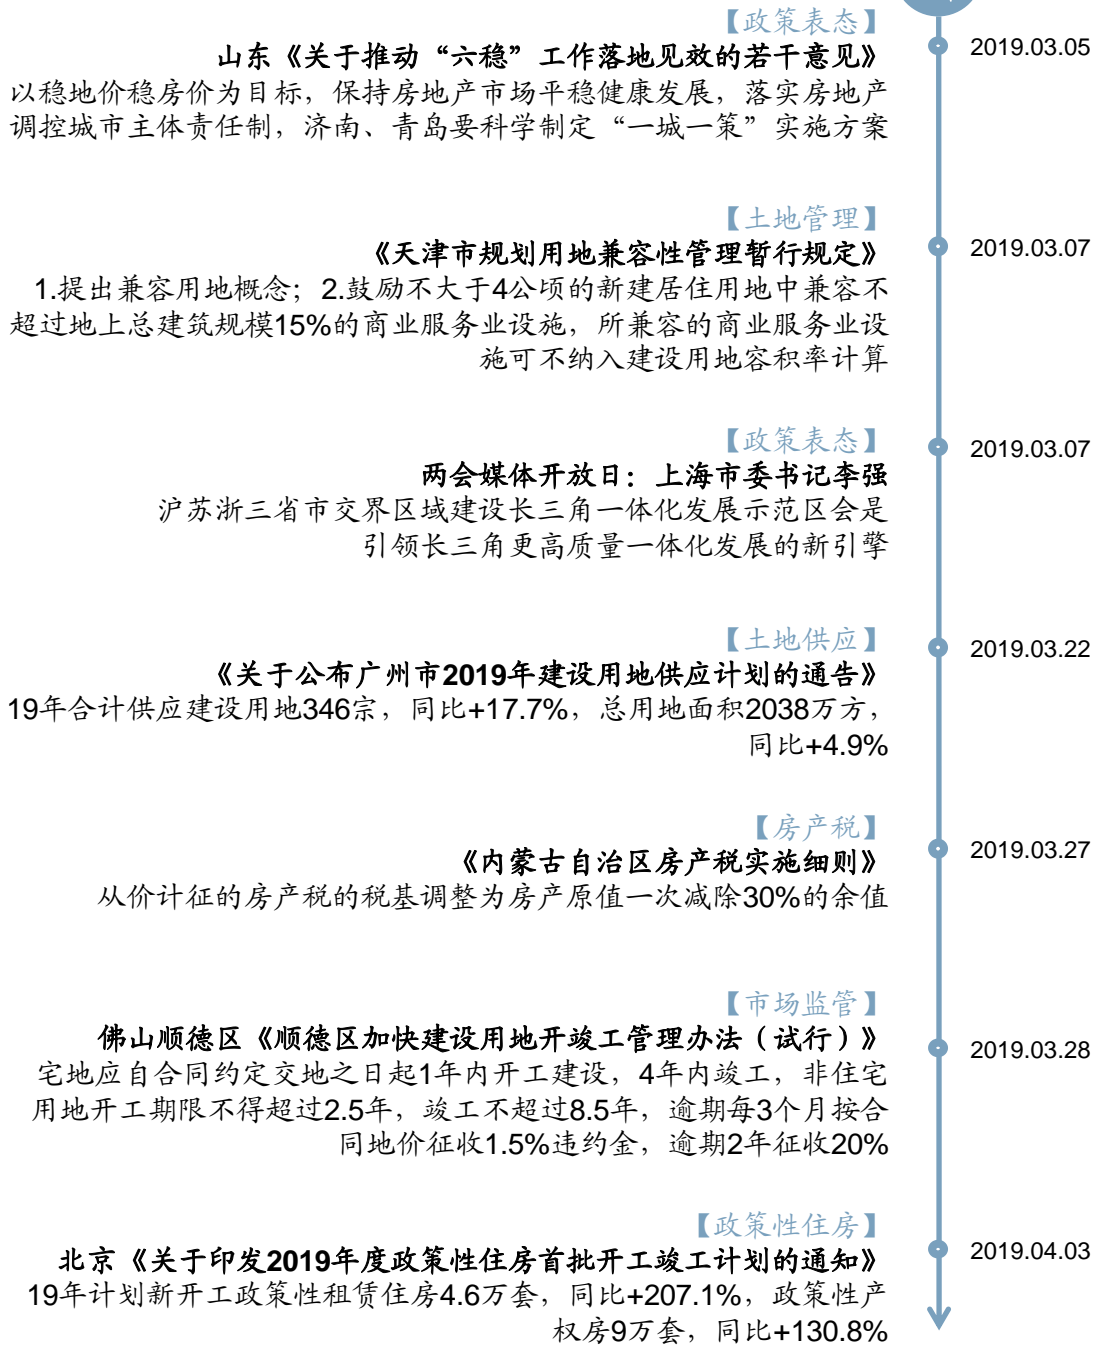 【政策表态】
山东《关于推动“六稳”工作落地见效的若干意见》
2019.03.05
以稳地价稳房价为目标，保持房地产市场平稳健康发展，落实房地产
调控城市主体责任制，济南、青岛要科学制定“一城一策”实施方案
【土地管理】
《天津市规划用地兼容性管理暂行规定》
2019.03.07
1.提出兼容用地概念；2.鼓励不大于4公顷的新建居住用地中兼容不
超过地上总建筑规模15%的商业服务业设施，所兼容的商业服务业设
施可不纳入建设用地容积率计算
【政策表态】
2019.03.07
两会媒体开放日：上海市委书记李强
沪苏浙三省市交界区域建设长三角一体化发展示范区会是
引领长三角更高质量一体化发展的新引擎
【土地供应】
2019.03.22
《关于公布广州市2019年建设用地供应计划的通告》
19年合计供应建设用地346宗，同比+17.7%，总用地面积2038万方，
同比+4.9%
【房产税】
2019.03.27
《内蒙古自治区房产税实施细则》
从价计征的房产税的税基调整为房产原值一次减除30%的余值
【市场监管】
佛山顺德区《顺德区加快建设用地开竣工管理办法（试行）》
2019.03.28
宅地应自合同约定交地之日起1年内开工建设，4年内竣工，非住宅
用地开工期限不得超过2.5年，竣工不超过8.5年，逾期每3个月按合
同地价征收1.5%违约金，逾期2年征收20%
【政策性住房】
北京《关于印发2019年度政策性住房首批开工竣工计划的通知》
2019.04.03
19年计划新开工政策性租赁住房4.6万套，同比+207.1%，政策性产
权房9万套，同比+130.8%